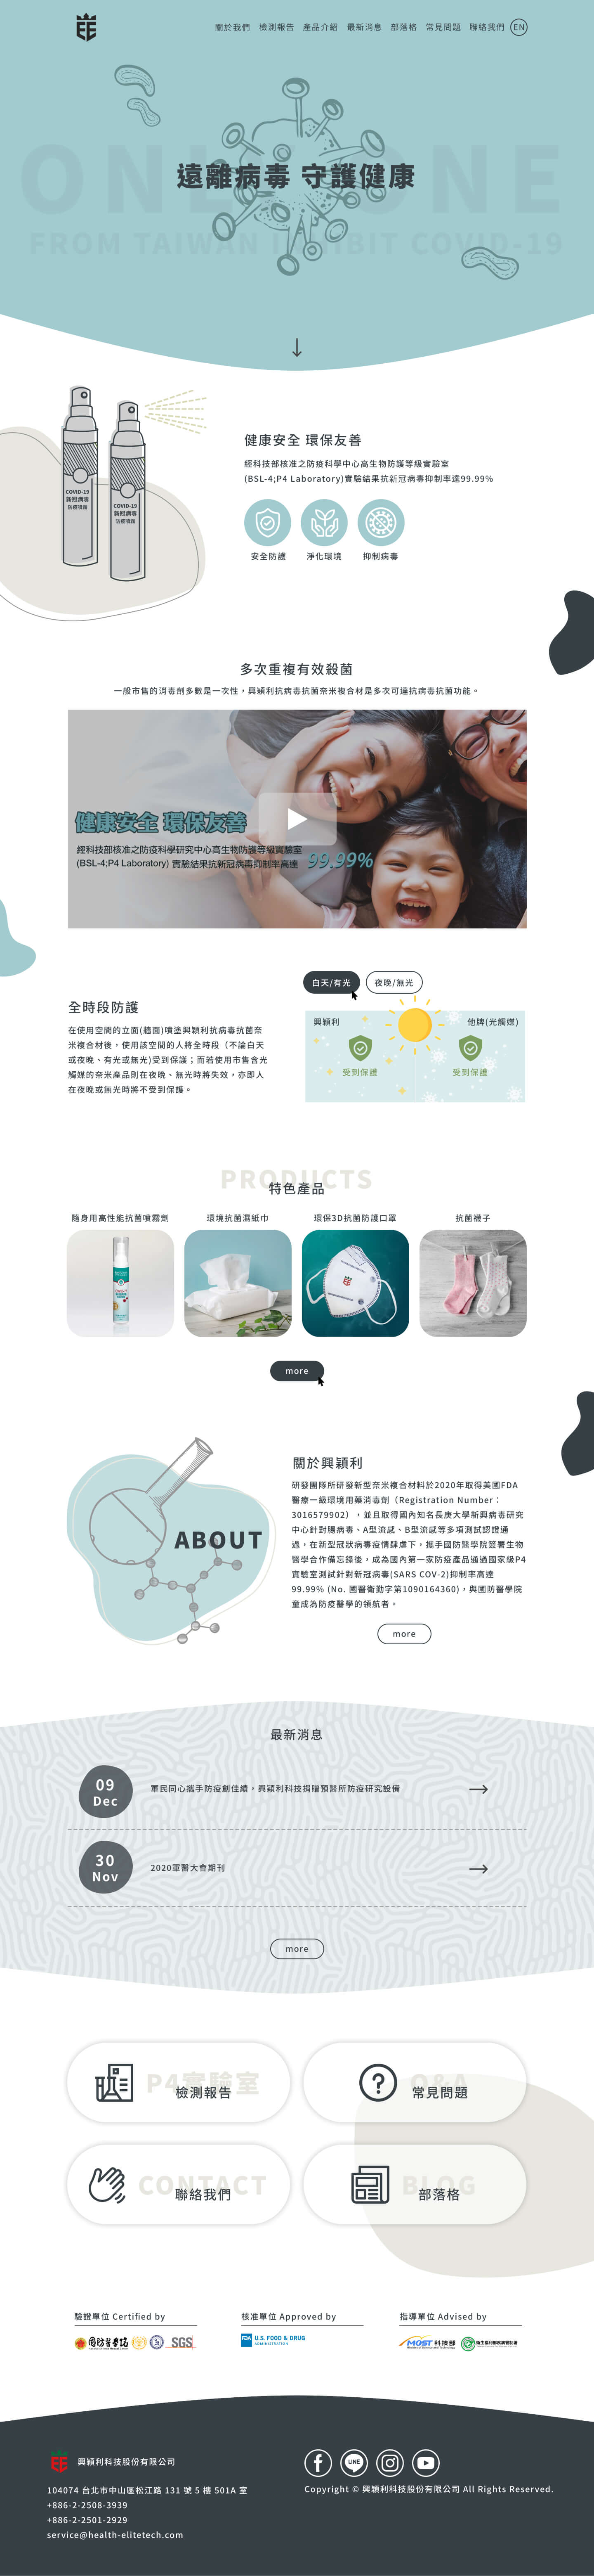 關於我們 檢測報告 產品介紹 最新消息 部落格 常見問題 聯絡我們 EN
ONLY ONE
遠離病毒 守護健康
FROM TAIWAN INHIBIT COVID-19
COVID-19
新冠病毒
防疫噴霧
COVID-19
新冠病毒
防疫噴霧
健康安全 環保友善
經科技部核准之防疫科學中心高生物防護等級實驗室
(BSL-4;P4 Laboratory)實驗結果抗新冠病毒抑制率達99.99%
安全防護 淨化環境 抑制病毒
多次重複有效殺菌
一般市售的消毒劑多數是一次性，興穎利抗病毒抗菌奈米複合材是多次可達抗病毒抗菌功能。
健康安全 環保友善
經科技部核准之防疫科學研究中心高生物防護等級實驗室
(BSL-4;P4 Laboratory) 實驗結果抗新冠病毒抑制率高達 99.99%
白天/有光 夜晚/無光
全時段防護
在使用空間的立面(牆面)噴塗興穎利抗病毒抗菌奈
米複合材後，使用該空間的人將全時段（不論白天
或夜晚、有光或無光)受到保護；而若使用市售含光
觸媒的奈米產品則在夜晚、無光時將失效，亦即人
在夜晚或無光時將不受到保護。
興穎利 他牌(光觸媒)
受到保護 受到保護
PRODUCTS
特色產品
隨身用高性能抗菌噴霧劑 環境抗菌濕紙巾 環保3D抗菌防護口罩 抗菌襪子
more
ABOUT
關於興穎利
研發團隊所研發新型奈米複合材料於2020年取得美國FDA
醫療一級環境用藥消毒劑（Registration Number：
3016579902），並且取得國內知名長庚大學新興病毒研究
中心針對腸病毒、A型流感、B型流感等多項測試認證通
過，在新型冠狀病毒疫情肆虐下，攜手國防醫學院簽署生物
醫學合作備忘錄後，成為國內第一家防疫產品通過國家級P4
實驗室測試針對新冠病毒(SARS COV-2)抑制率高達
99.99% (No. 國醫衛勤字第1090164360)，與國防醫學院
童成為防疫醫學的領航者。
more
最新消息
09
Dec
軍民同心攜手防疫創佳績，興穎利科技捐贈預醫所防疫研究設備
30
Nov
2020軍醫大會期刊
more
P4實驗室
檢測報告
Q&A
常見問題
CONTACT
聯絡我們
BLOG
部落格
驗證單位 Certified by
國防醫學院 SGS
核准單位 Approved by
FDA U.S. FOOD & DRUG
ADMINISTRATION
指導單位 Advised by
MOST 科技部
Ministry of Science and Technology
衛生福利部疾病管制署
興穎利科技股份有限公司
104074 台北市中山區松江路 131 號 5 樓 501A 室
+886-2-2508-3939
+886-2-2501-2929
service@health-elitetech.com
LINE
Copyright © 興穎利科技股份有限公司 All Rights Reserved.